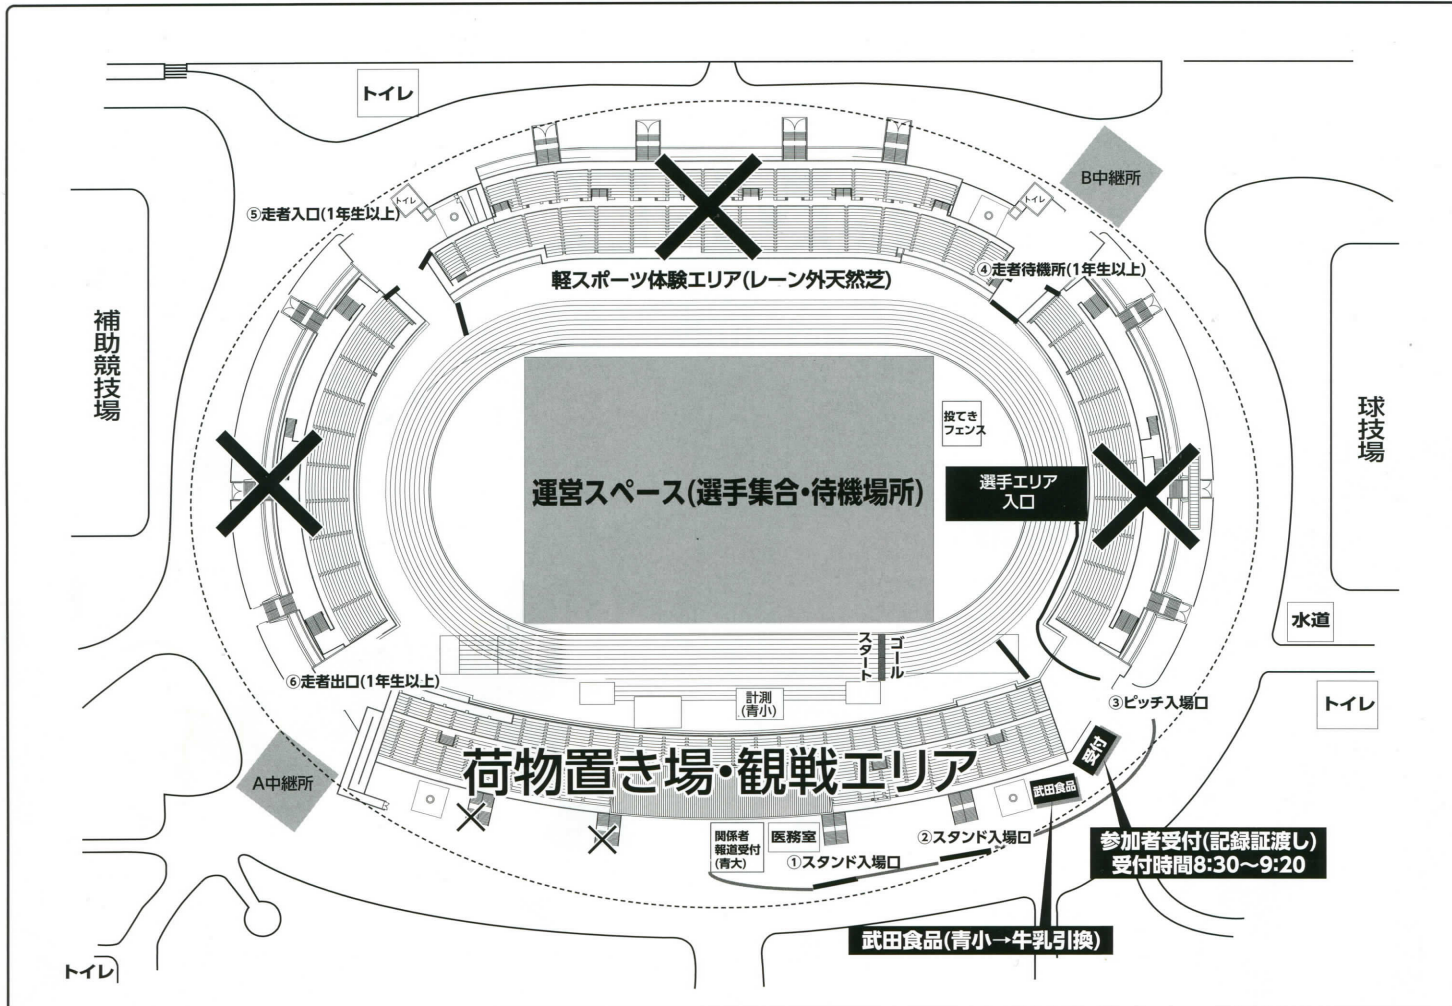 トイレ
B中継所
トイレ
トイレ
⑤走者入口(1年生以上)
軽スポーツ体験エリア(レーン外天然芝)
④走者待機所(1年生以上)
補助競技場
球技場
投てき
フェンス
選手エリア
入口
運営スペース(選手集合・待機場所)
水道
スタート
ゴール
⑥走者出口(1年生以上)
計測
(青小)
③ピッチ入場口
トイレ
受付
荷物置き場・観戦エリア
A中継所
武田食品
関係者
報道受付
(青大)
医務室
②スタンド入場口
①スタンド入場口
参加者受付(記録証渡し)
受付時間8:30〜9:20
武田食品(青小→牛乳引換)
トイレ